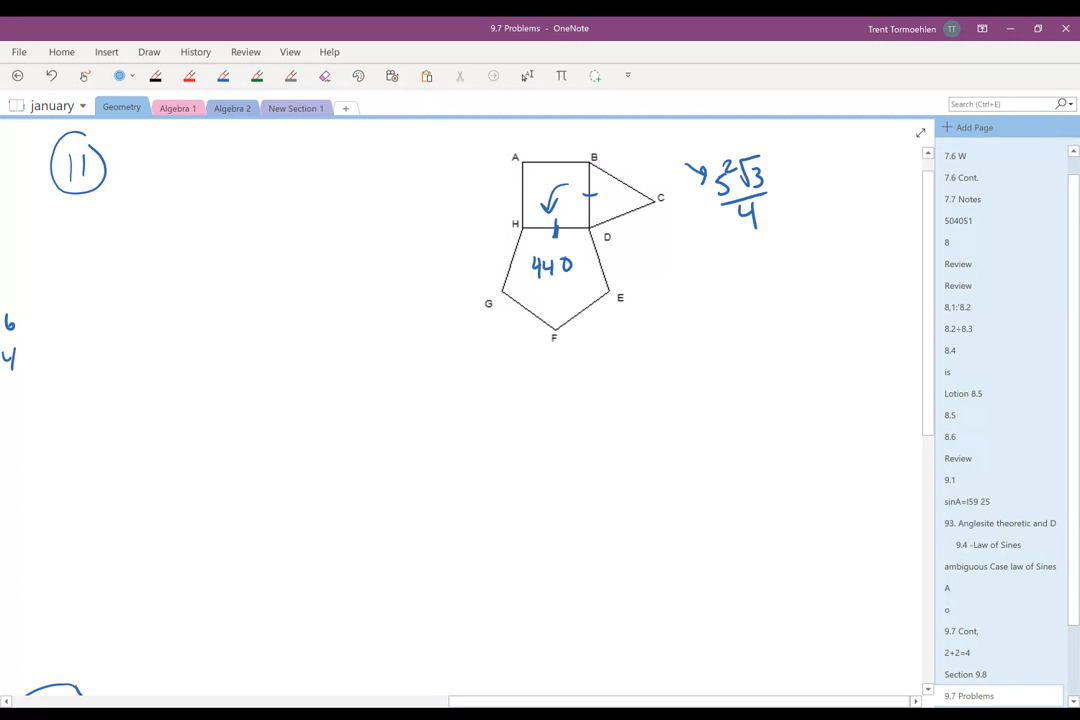 9.7 Problems - OneNote
Trent Tormoehlen TT
File Home Insert Draw History Review View Help
january Geometry Algebra 1 Algebra 2 New Section 1 +
Search (Ctrl+E)
Add Page
11
A B C D E F G H
440
5²√3
4
6
4
7.6 W
7.6 Cont.
7.7 Notes
504051
8
Review
Review
8,1:'8.2
8.2÷8.3
8.4
is
Lotion 8.5
8.5
8.6
Review
9.1
sinA=I59 25
93. Anglesite theoretic and D
9.4 -Law of Sines
ambiguous Case law of Sines
A
o
9.7 Cont,
2+2=4
Section 9.8
9.7 Problems